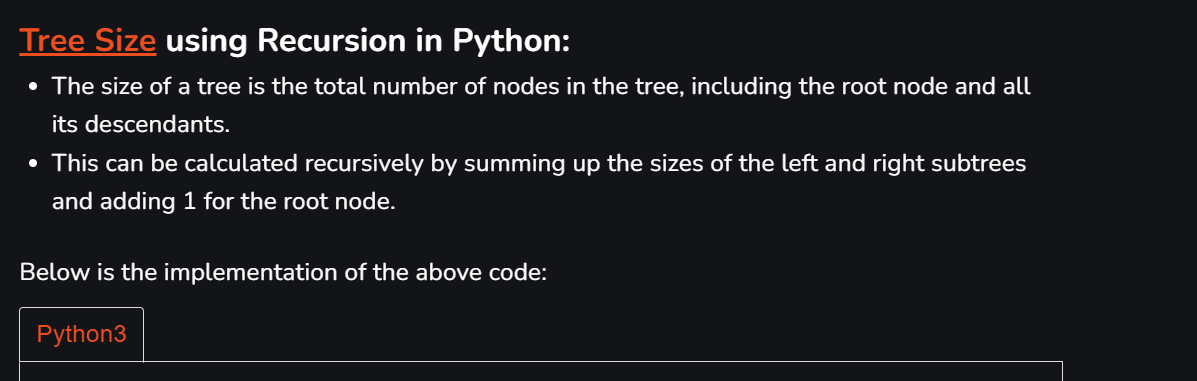 Tree Size using Recursion in Python:
• The size of a tree is the total number of nodes in the tree, including the root node and all
its descendants.
• This can be calculated recursively by summing up the sizes of the left and right subtrees
and adding 1 for the root node.
Below is the implementation of the above code:
Python3